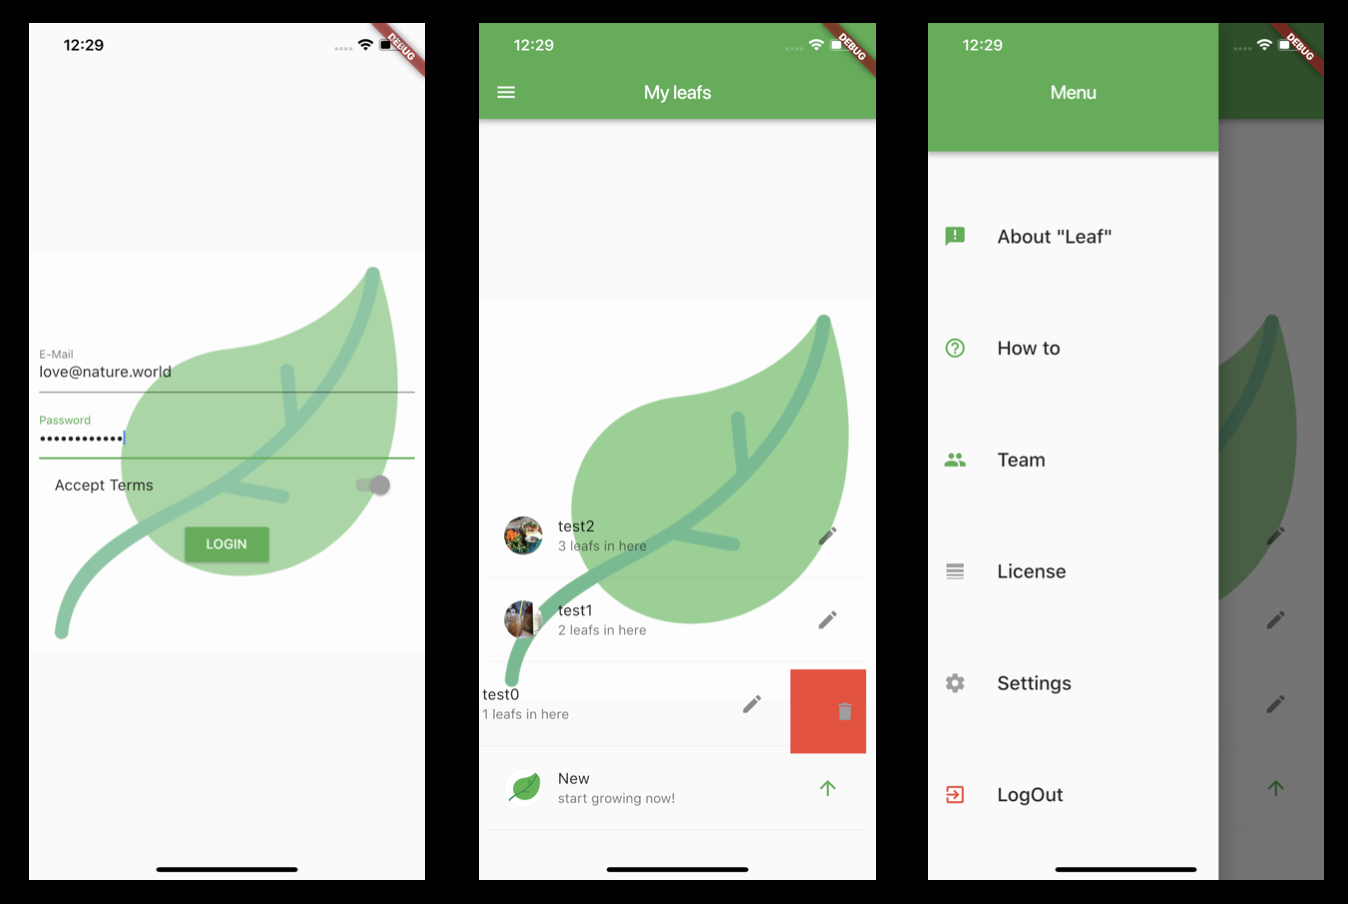 12:29
DEBUG
E-Mail
love@nature.world
Password
••••••••••••
Accept Terms
LOGIN
12:29
DEBUG
My leafs
test2
3 leafs in here
test1
2 leafs in here
test0
1 leafs in here
New
start growing now!
12:29
DEBUG
Menu
About "Leaf"
How to
Team
License
Settings
LogOut